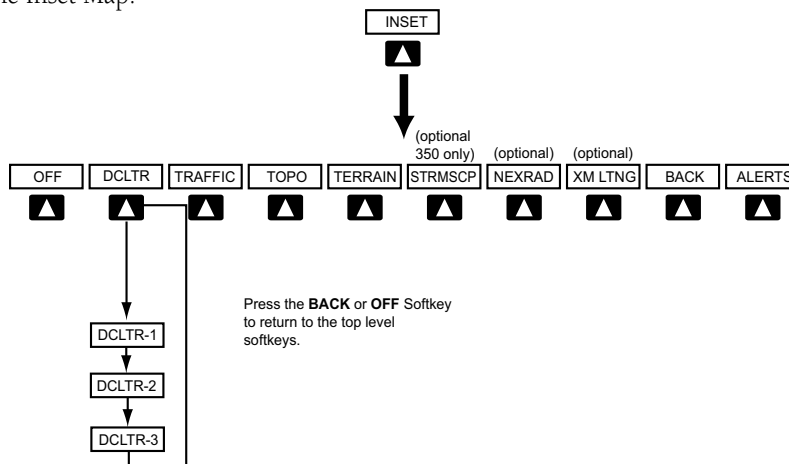 ne Inset Map.
INSET
(optional
350 only)
(optional)
(optional)
OFF
DCLTR
TRAFFIC
TOPO
TERRAIN
STRMSCP
NEXRAD
XM LTNG
BACK
ALERTS
Press the BACK or OFF Softkey
to return to the top level
softkeys.
DCLTR-1
DCLTR-2
DCLTR-3